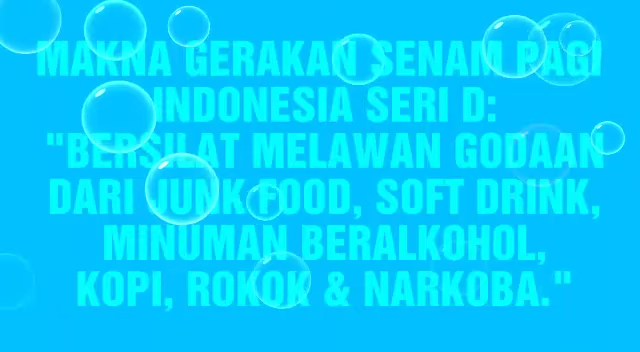 MAKNA GERAKAN SENAM PAGI
INDONESIA SERI D:
"BERSILAT MELAWAN GODAAN
DARI JUNK FOOD, SOFT DRINK,
MINUMAN BERALKOHOL,
KOPI, ROKOK & NARKOBA."